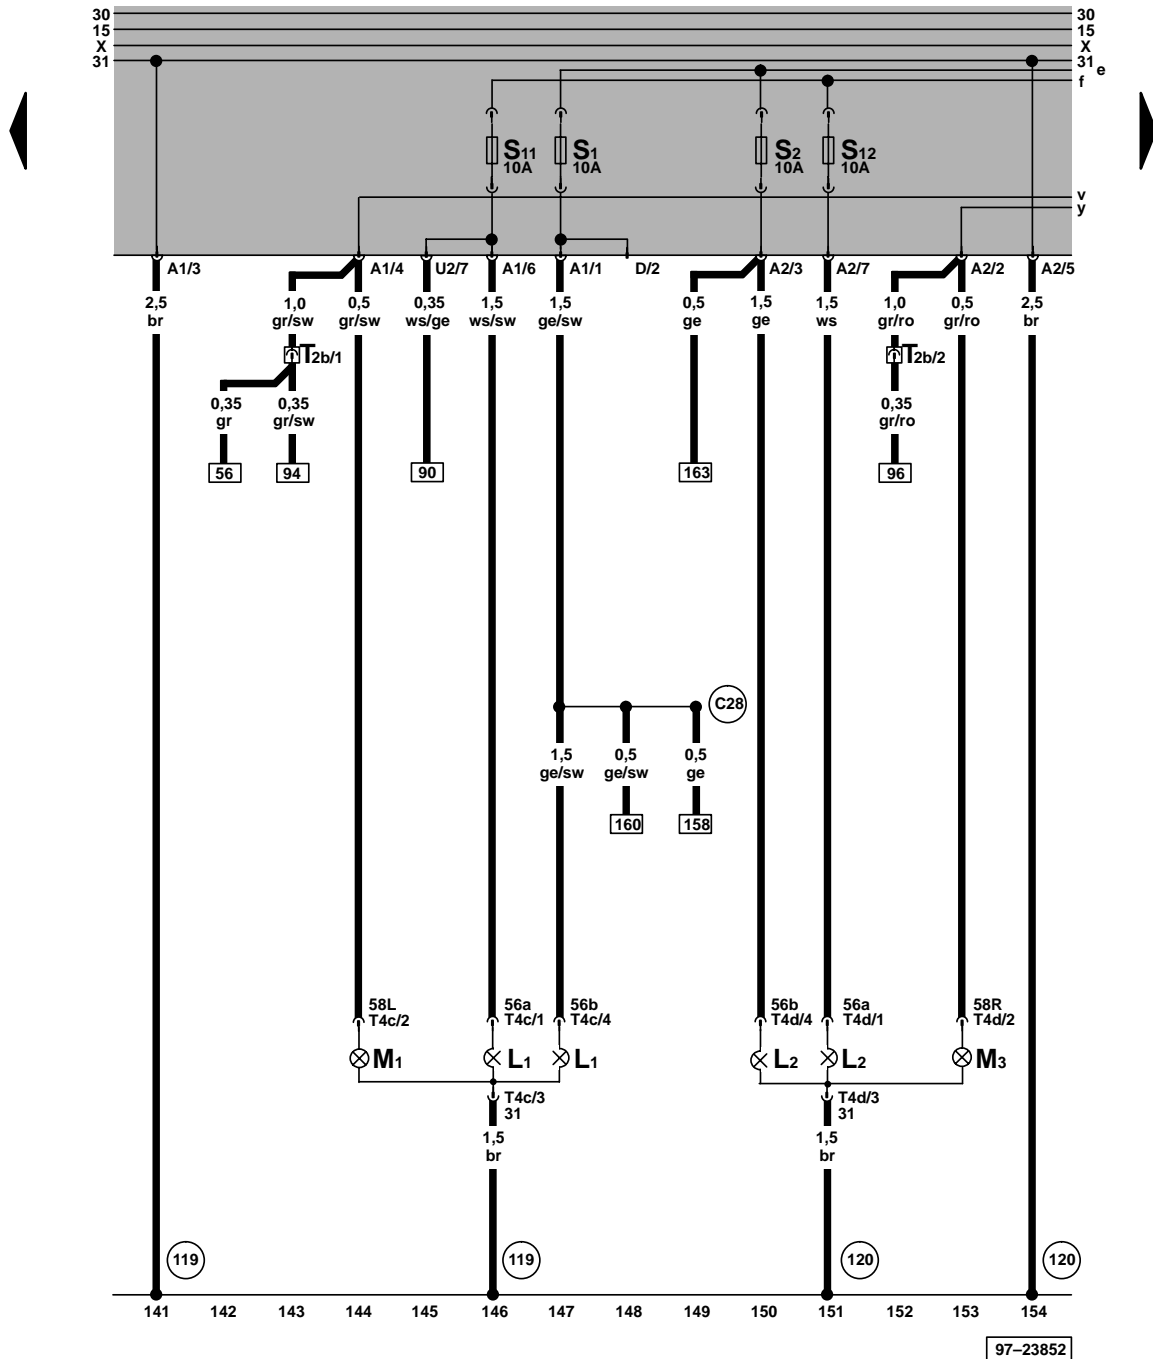 30 30
15 15
X X
31 31
e
f
S11 S1 S2 S12
10A 10A 10A 10A
v
y
A1/3 A1/4 U2/7 A1/6 A1/1 D/2 A2/3 A2/7 A2/2 A2/5
2,5 1,0 0,5 0,35 1,5 1,5 0,5 1,5 1,5 1,0 0,5 2,5
br gr/sw gr/sw ws/ge ws/sw ge/sw ge ge ws gr/ro gr/ro br
T2b/1 T2b/2
0,35 0,35 0,35
gr gr/sw gr/ro
56 94 90 163 96
C28
1,5 0,5 0,5
ge/sw ge/sw ge
160 158
58L 56a 56b 56b 56a 58R
T4c/2 T4c/1 T4c/4 T4d/4 T4d/1 T4d/2
M1 L1 L1 L2 L2 M3
T4c/3 T4d/3
31 31
1,5 1,5
br br
119 119 120 120
141 142 143 144 145 146 147 148 149 150 151 152 153 154
97–23852